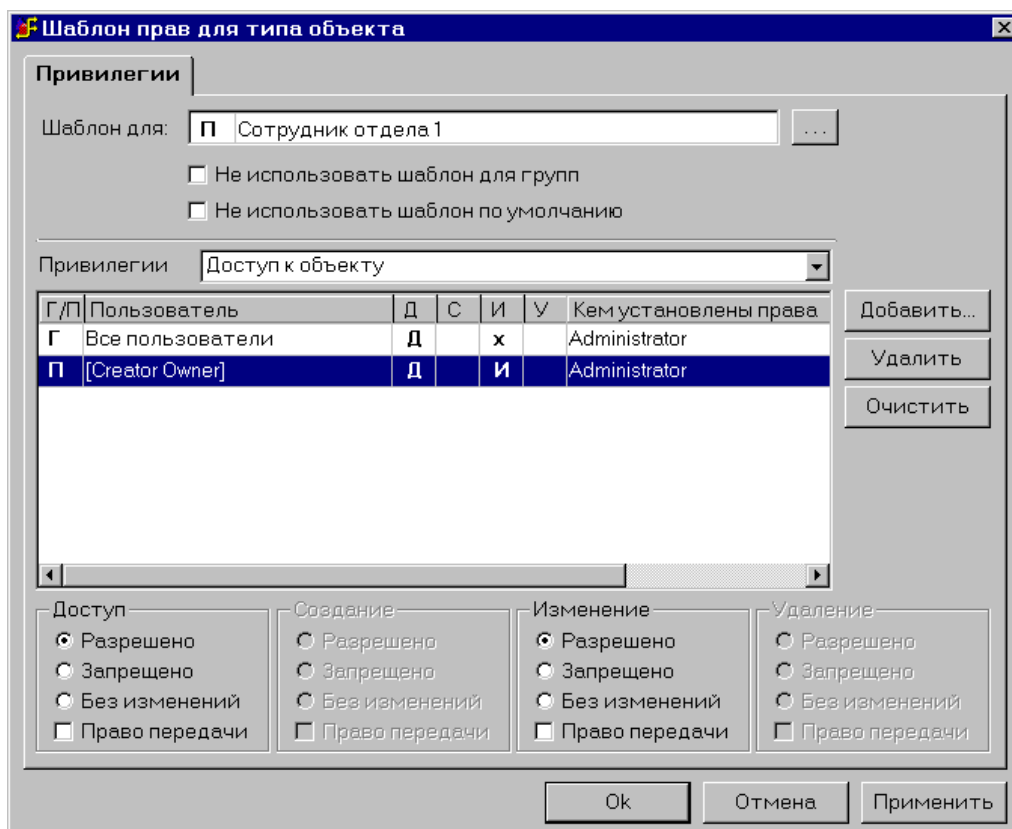 Шаблон прав для типа объекта
Привилегии
Шаблон для: П Сотрудник отдела 1 ...
Не использовать шаблон для групп
Не использовать шаблон по умолчанию
Привилегии Доступ к объекту
Г/П Пользователь Д С И У Кем установлены права Добавить...
Г Все пользователи Д х Administrator
П [Creator Owner] Д И Administrator Удалить
Очистить
Доступ Создание Изменение Удаление
Разрешено Разрешено Разрешено Разрешено
Запрещено Запрещено Запрещено Запрещено
Без изменений Без изменений Без изменений Без изменений
Право передачи Право передачи Право передачи Право передачи
Ok Отмена Применить